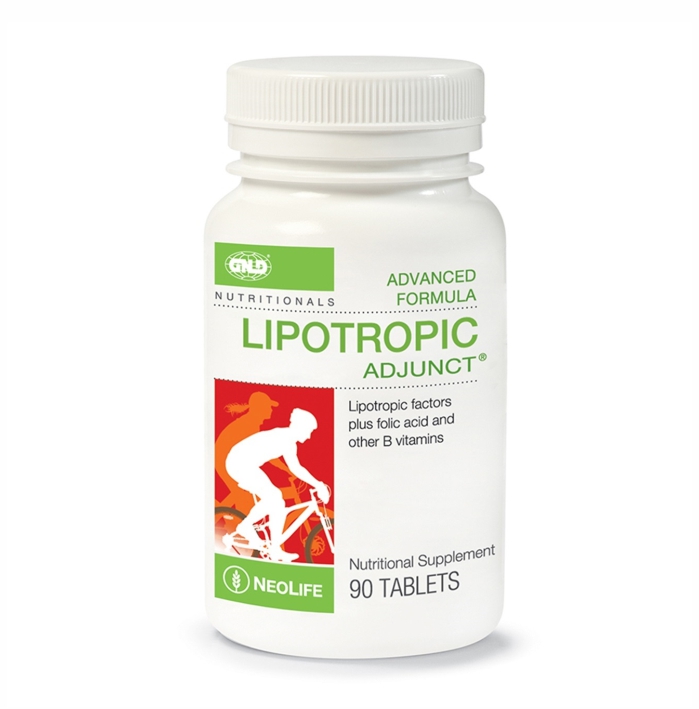 GNLD
NUTRITIONALS
ADVANCED
FORMULA
LIPOTROPIC
ADJUNCT®
Lipotropic factors
plus folic acid and
other B vitamins
Nutritional Supplement
90 TABLETS
NEOLIFE